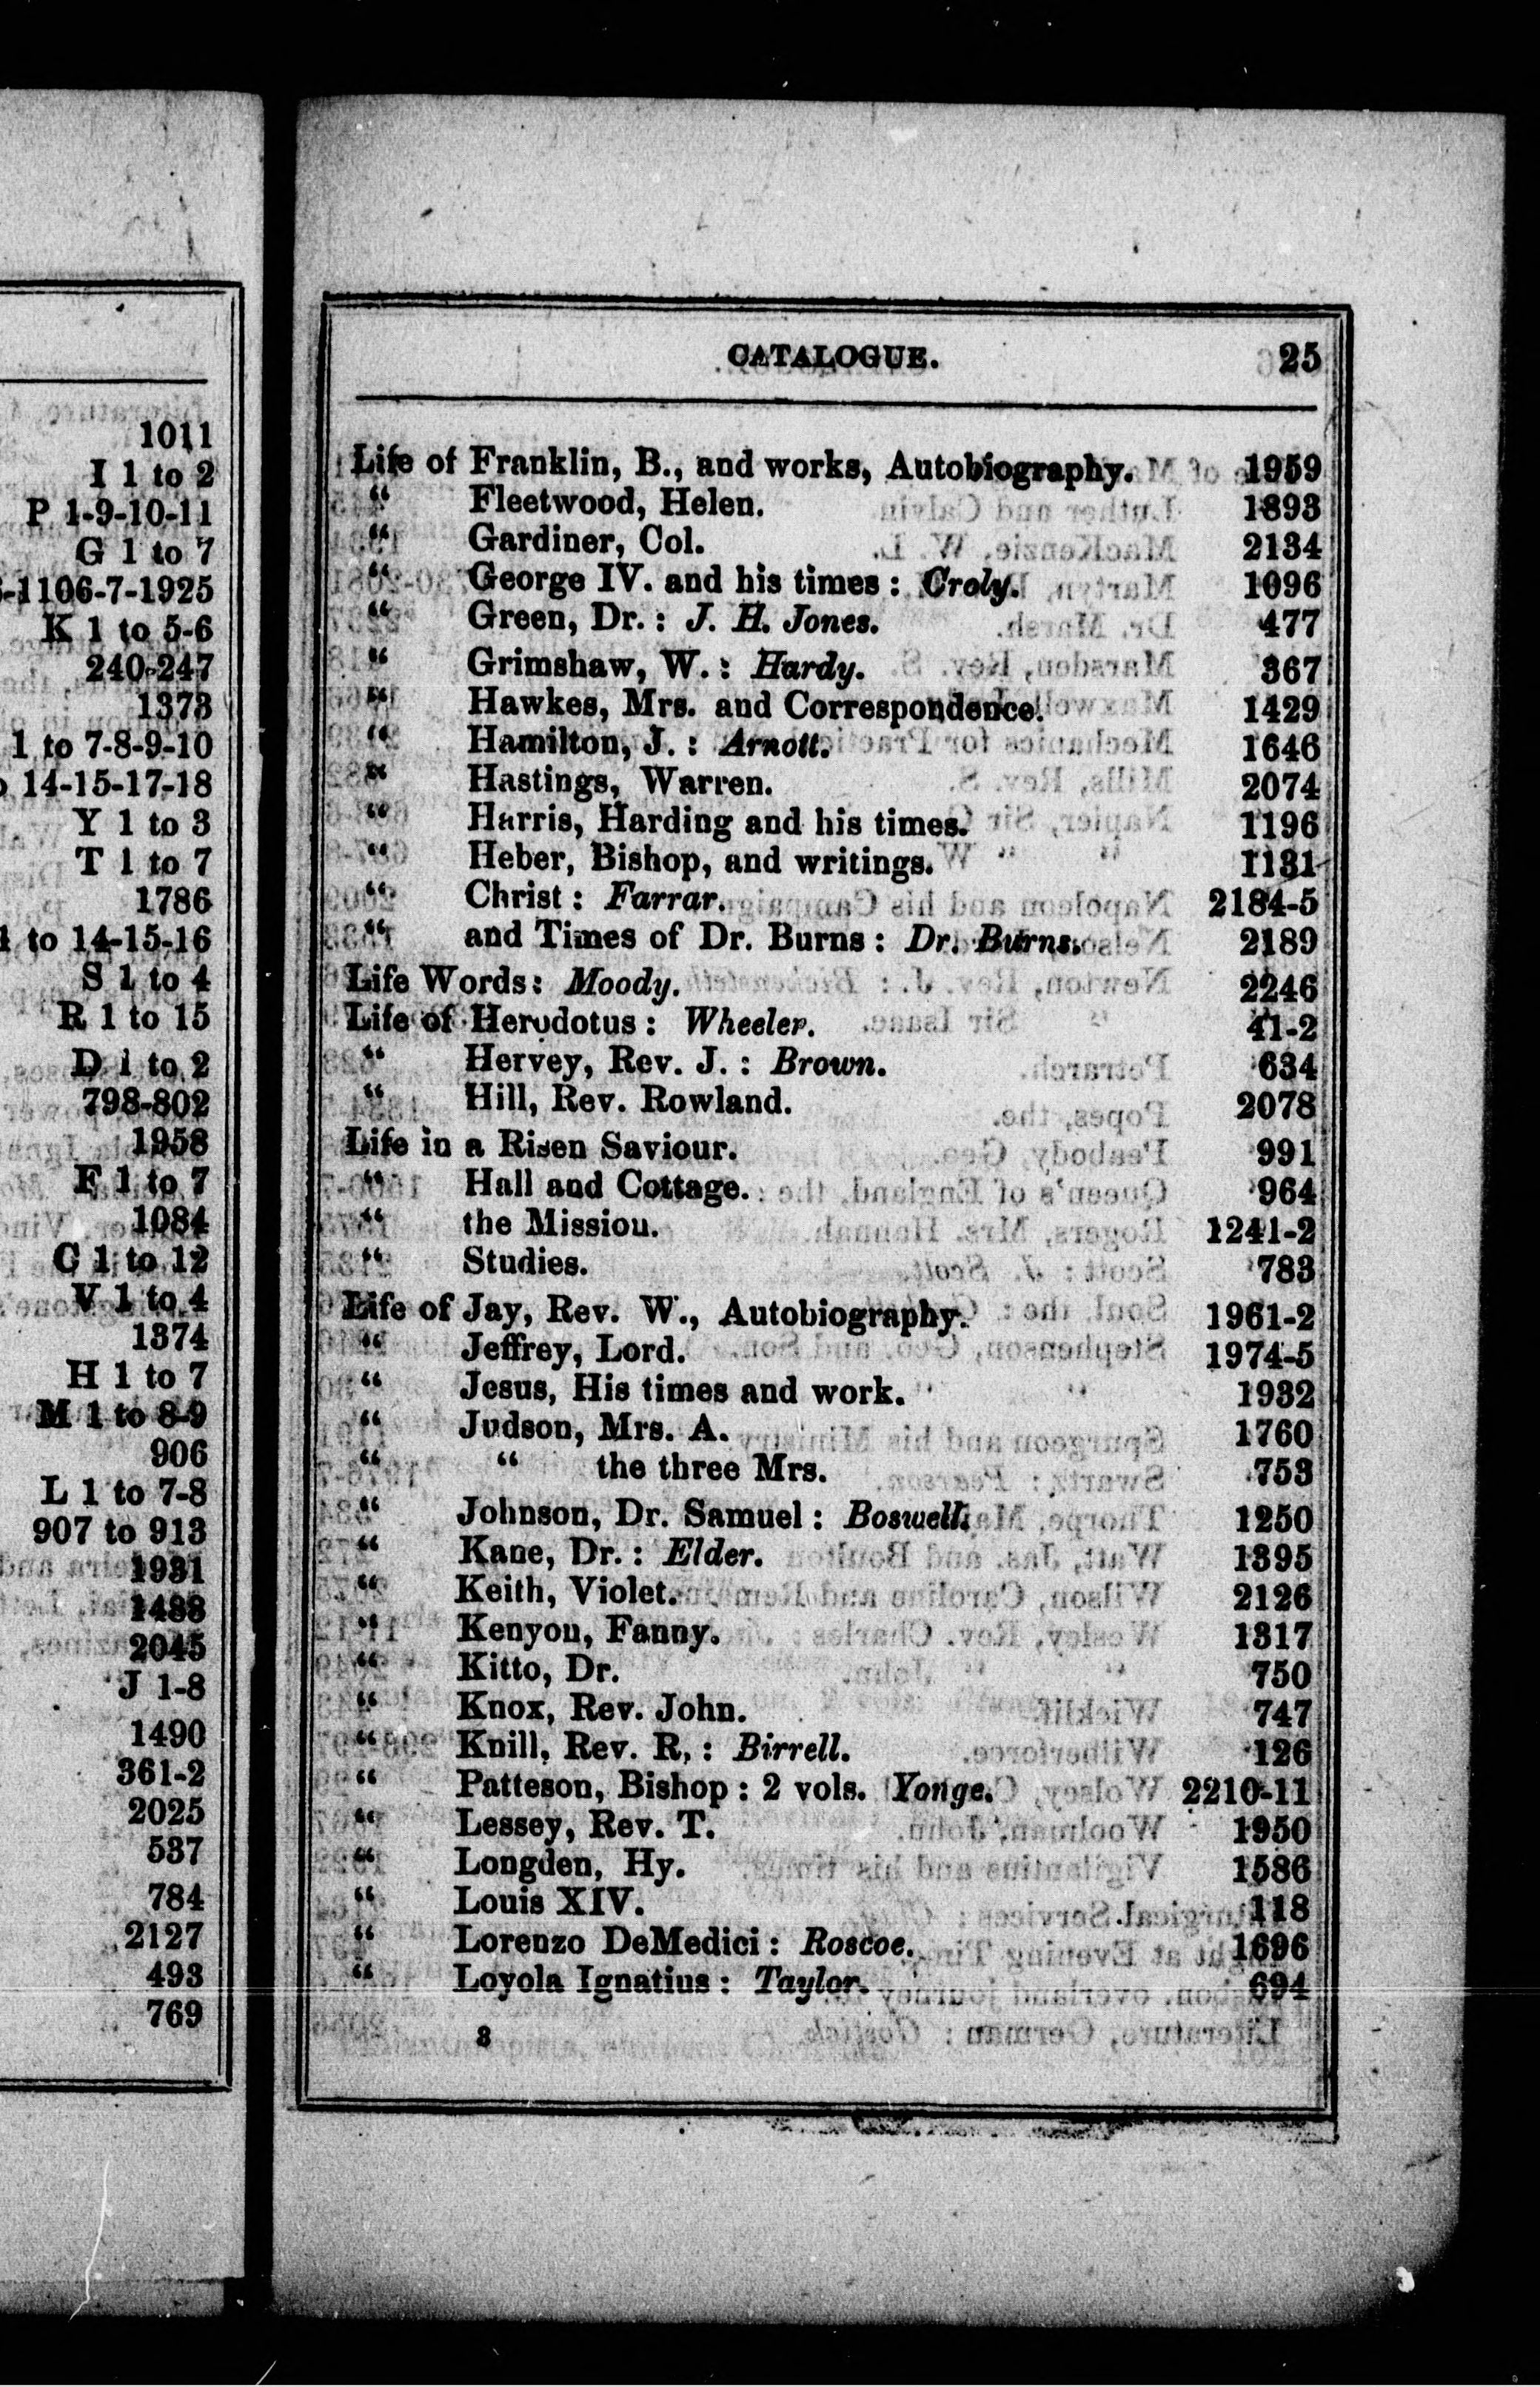 1011
I 1 to 2
P 1-9-10-11
G 1 to 7
-1106-7-1925
K 1 to 5-6
240-247
1373
1 to 7-8-9-10
14-15-17-18
Y 1 to 3
T 1 to 7
1786
1 to 14-15-16
S 1 to 4
R 1 to 15
D 1 to 2
798-802
1958
F 1 to 7
1084
C 1 to 12
V 1 to 4
1374
H 1 to 7
M 1 to 8-9
906
L 1 to 7-8
907 to 913
1931
1488
2045
J 1-8
1490
361-2
2025
537
784
2127
493
769
CATALOGUE. 25
Life of Franklin, B., and works, Autobiography. 1959
“ Fleetwood, Helen. 1893
“ Gardiner, Col. 2134
“ George IV. and his times : Croly. 1096
“ Green, Dr. : J. H. Jones. 477
“ Grimshaw, W. : Hardy. 367
“ Hawkes, Mrs. and Correspondence. 1429
“ Hamilton, J. : Arnott. 1646
“ Hastings, Warren. 2074
“ Harris, Harding and his times. 1196
“ Heber, Bishop, and writings. 1131
“ Christ : Farrar. 2184-5
“ and Times of Dr. Burns : Dr. Burns. 2189
Life Words : Moody. 2246
Life of Herodotus : Wheeler. 41-2
“ Hervey, Rev. J. : Brown. 634
“ Hill, Rev. Rowland. 2078
Life in a Risen Saviour. 991
“ Hall and Cottage. 964
“ the Mission. 1241-2
“ Studies. 783
Life of Jay, Rev. W., Autobiography. 1961-2
“ Jeffrey, Lord. 1974-5
“ Jesus, His times and work. 1932
“ Judson, Mrs. A. 1760
“ “ the three Mrs. 753
“ Johnson, Dr. Samuel : Boswell. 1250
“ Kane, Dr. : Elder. 1395
“ Keith, Violet. 2126
“ Kenyon, Fanny. 1317
“ Kitto, Dr. 750
“ Knox, Rev. John. 747
“ Knill, Rev. R, : Birrell. 126
“ Patteson, Bishop : 2 vols. Yonge. 2210-11
“ Lessey, Rev. T. 1950
“ Longden, Hy. 1586
“ Louis XIV. 118
“ Lorenzo DeMedici : Roscoe. 1696
“ Loyola Ignatius : Taylor. 694
3